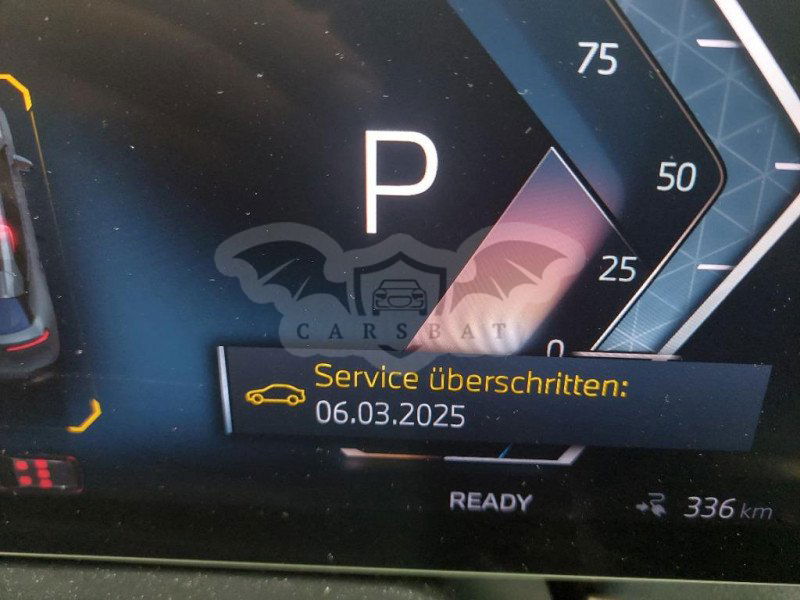 75
P
50
25
CARSBAT
0
Service überschritten:
06.03.2025
READY
336 km